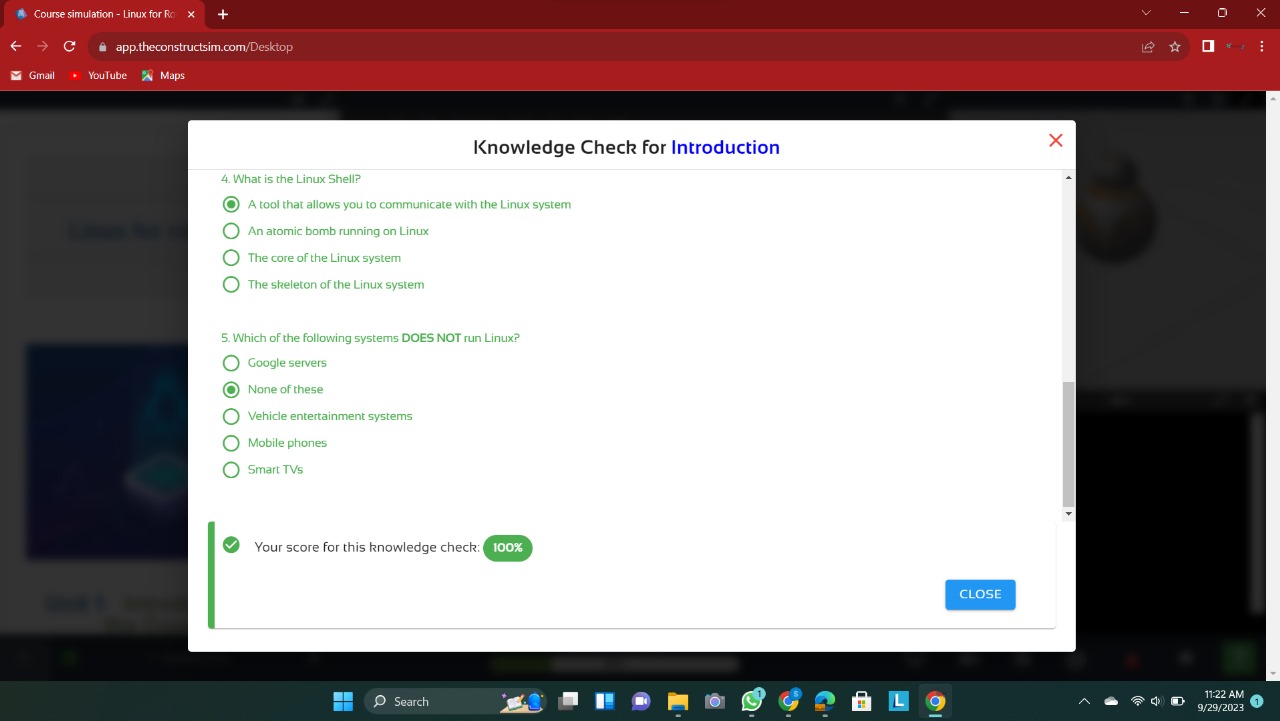 Course simulation - Linux for Ro
app.theconstructsim.com/Desktop
Gmail YouTube Maps
Knowledge Check for Introduction
4. What is the Linux Shell?
A tool that allows you to communicate with the Linux system
An atomic bomb running on Linux
The core of the Linux system
The skeleton of the Linux system
5. Which of the following systems DOES NOT run Linux?
Google servers
None of these
Vehicle entertainment systems
Mobile phones
Smart TVs
Your score for this knowledge check: 100%
CLOSE
Unit 1
Search
11:22 AM
9/29/2023